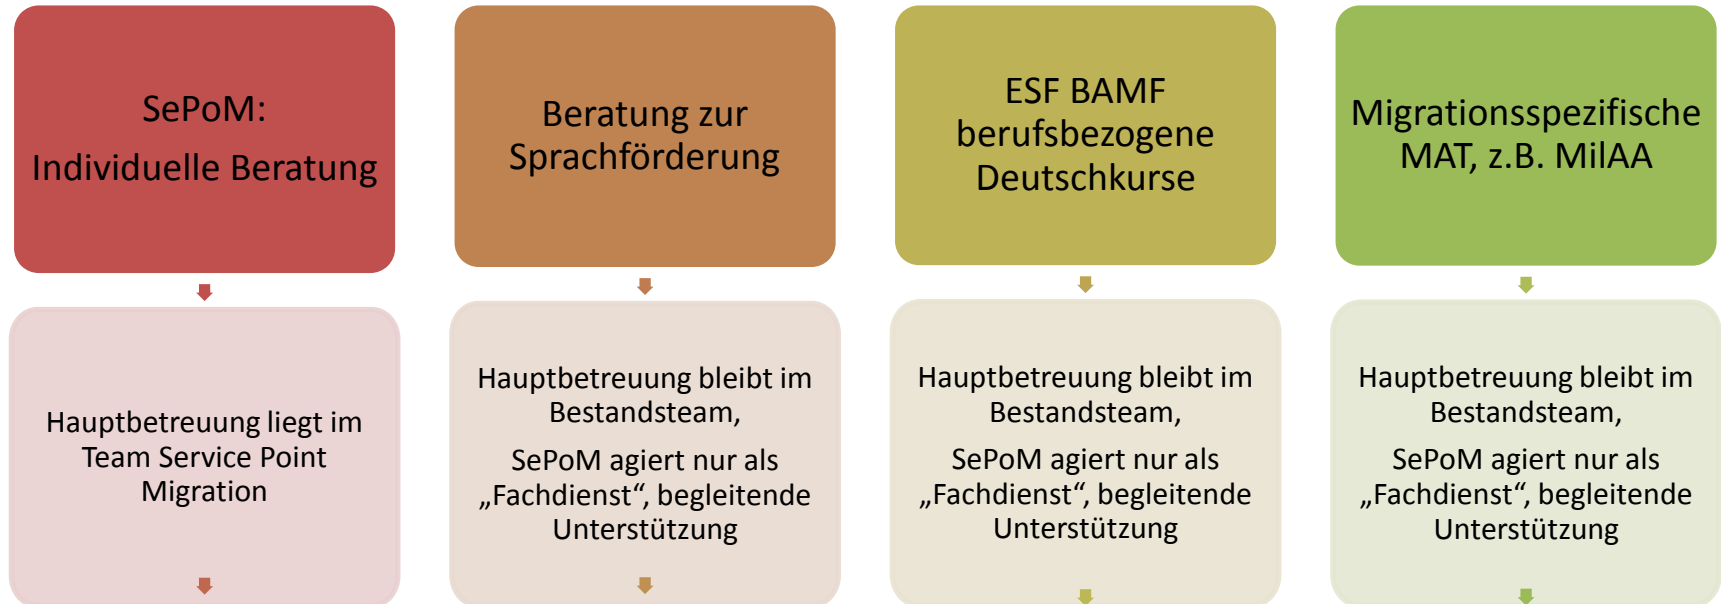 SePoM:
Individuelle Beratung
Beratung zur
Sprachförderung
ESF BAMF
berufsbezogene
Deutschkurse
Migrationsspezifische
MAT, z.B. MilAA
Hauptbetreuung liegt im
Team Service Point
Migration
Hauptbetreuung bleibt im
Bestandsteam,
SePoM agiert nur als
„Fachdienst“, begleitende
Unterstützung
Hauptbetreuung bleibt im
Bestandsteam,
SePoM agiert nur als
„Fachdienst“, begleitende
Unterstützung
Hauptbetreuung bleibt im
Bestandsteam,
SePoM agiert nur als
„Fachdienst“, begleitende
Unterstützung